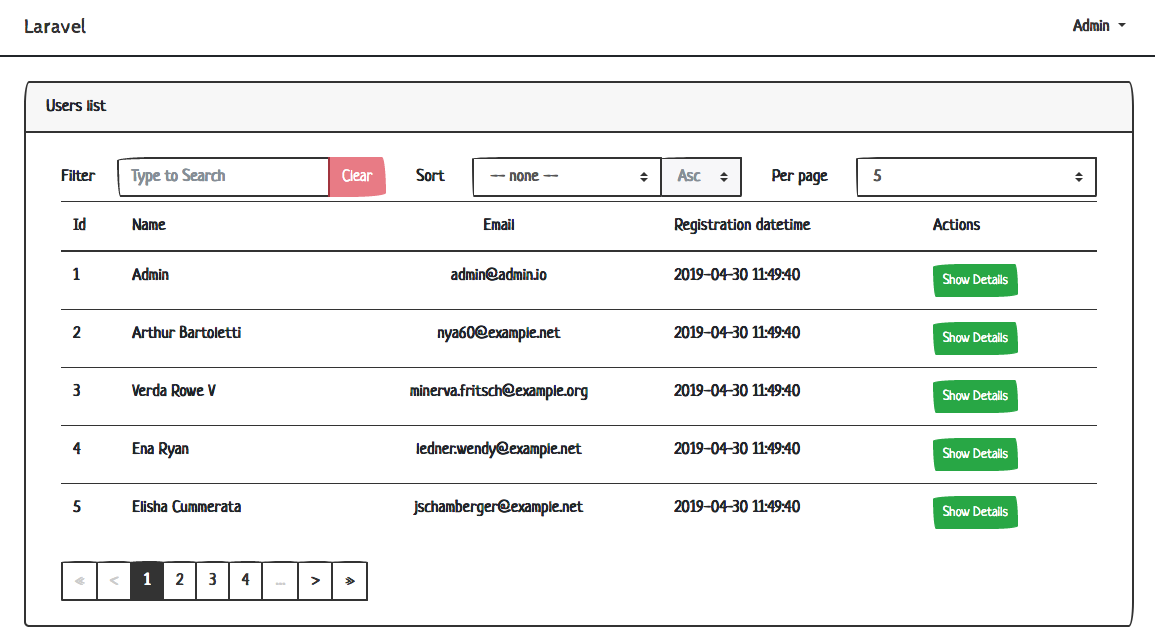 Laravel Admin
Users list
Filter Type to Search Clear Sort -- none -- Asc Per page 5
Id Name Email Registration datetime Actions
1 Admin admin@admin.io 2019-04-30 11:49:40 Show Details
2 Arthur Bartoletti nya60@example.net 2019-04-30 11:49:40 Show Details
3 Verda Rowe V minerva.fritsch@example.org 2019-04-30 11:49:40 Show Details
4 Ena Ryan ledner.wendy@example.net 2019-04-30 11:49:40 Show Details
5 Elisha Cummerata jschamberger@example.net 2019-04-30 11:49:40 Show Details
« < 1 2 3 4 ... > »